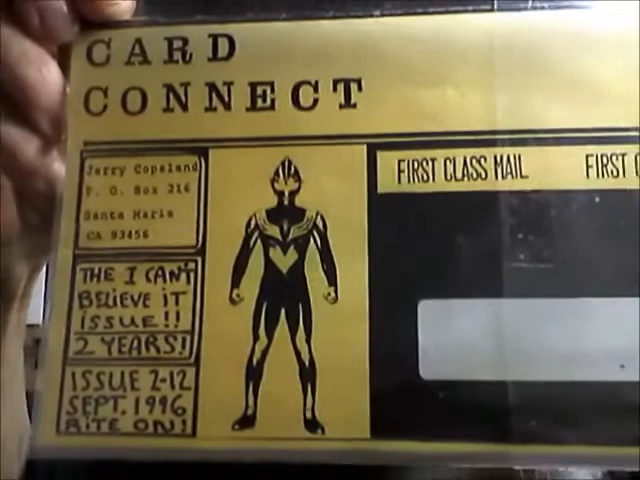 CARD
CONNECT
Jerry Copeland
P. O. Box 216
Santa Maria
CA 93456
THE I CAN'T
BELIEVE IT
ISSUE!!
2 YEARS!
ISSUE 2-12
SEPT. 1996
RITE ON!
FIRST CLASS MAIL
FIRST C